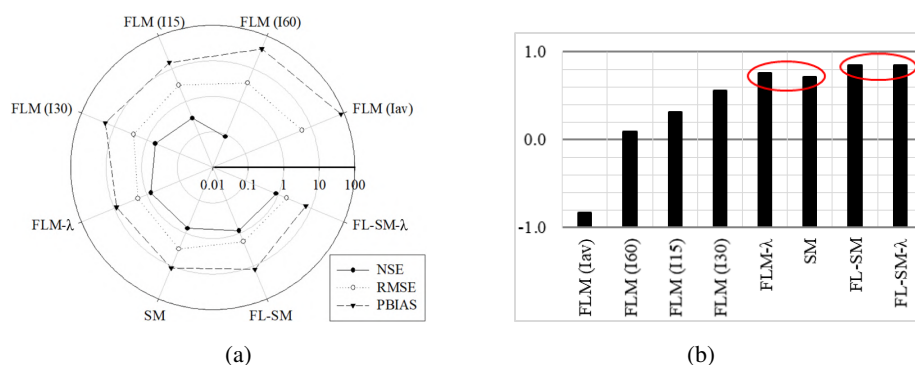 FLM (I15)
FLM (I60)
FLM (I30)
FLM (Iav)
0.01 0.1 1 10 100
FLM-λ
FL-SM-λ
SM
FL-SM
NSE
RMSE
PBIAS
(a)
1.0
0.0
-1.0
FLM (Iav)
FLM (I60)
FLM (I15)
FLM (I30)
FLM-λ
SM
FL-SM
FL-SM-λ
(b)